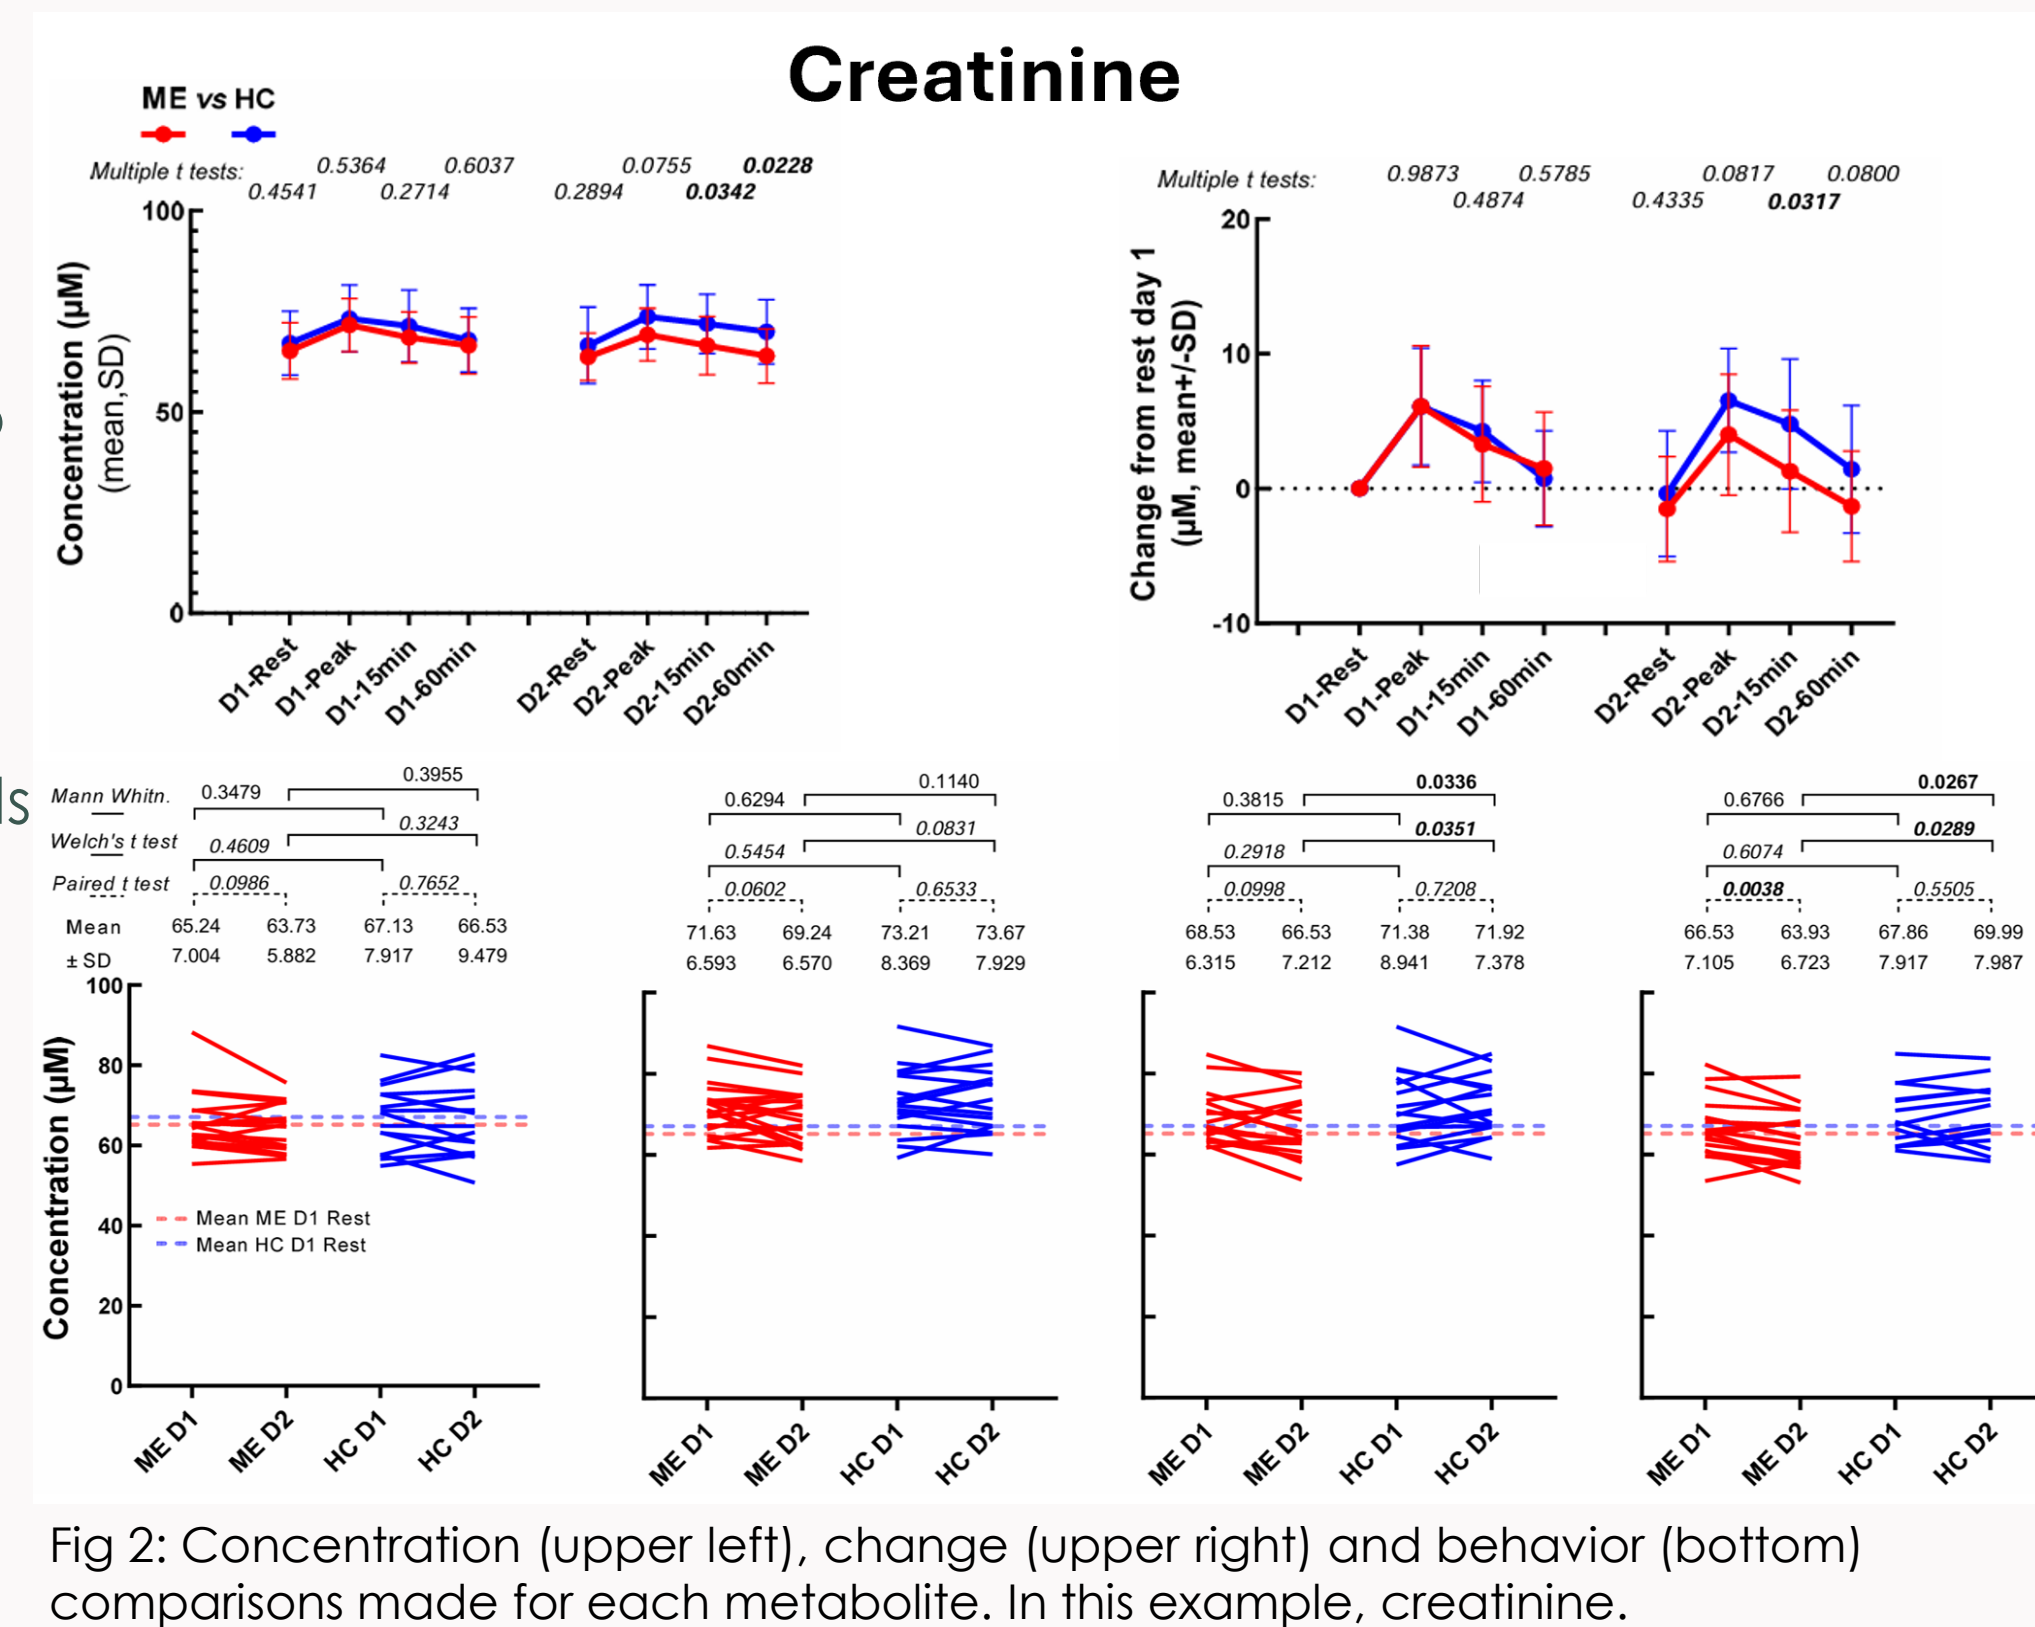 Creatinine
ME vs HC
Multiple t tests:
0.5364 0.6037 0.0755 0.0228
0.4541 0.2714 0.2894 0.0342
100
50
0
Concentration (µM)
(mean,SD)
D1-Rest
D1-Peak
D1-15min
D1-60min
D2-Rest
D2-Peak
D2-15min
D2-60min
Multiple t tests:
0.9873 0.5785 0.0817 0.0800
0.4874 0.4335 0.0317
20
10
0
-10
Change from rest day 1
(µM, mean+/-SD)
D1-Rest
D1-Peak
D1-15min
D1-60min
D2-Rest
D2-Peak
D2-15min
D2-60min
ls
Mann Whitn.
0.3479 0.3955
Welch's t test
0.4609 0.3243
Paired t test
0.0986 0.7652
Mean 65.24 63.73 67.13 66.53
± SD 7.004 5.882 7.917 9.479
100
80
60
40
20
0
Concentration (µM)
Mean ME D1 Rest
Mean HC D1 Rest
ME D1
ME D2
HC D1
HC D2
0.6294 0.1140
0.5454 0.0831
0.0602 0.6533
71.63 69.24 73.21 73.67
6.593 6.570 8.369 7.929
ME D1
ME D2
HC D1
HC D2
0.3815 0.0336
0.2918 0.0351
0.0998 0.7208
68.53 66.53 71.38 71.92
6.315 7.212 8.941 7.378
ME D1
ME D2
HC D1
HC D2
0.6766 0.0267
0.6074 0.0289
0.0038 0.5505
66.53 63.93 67.86 69.99
7.105 6.723 7.917 7.987
ME D1
ME D2
HC D1
HC D2
Fig 2: Concentration (upper left), change (upper right) and behavior (bottom)
comparisons made for each metabolite. In this example, creatinine.